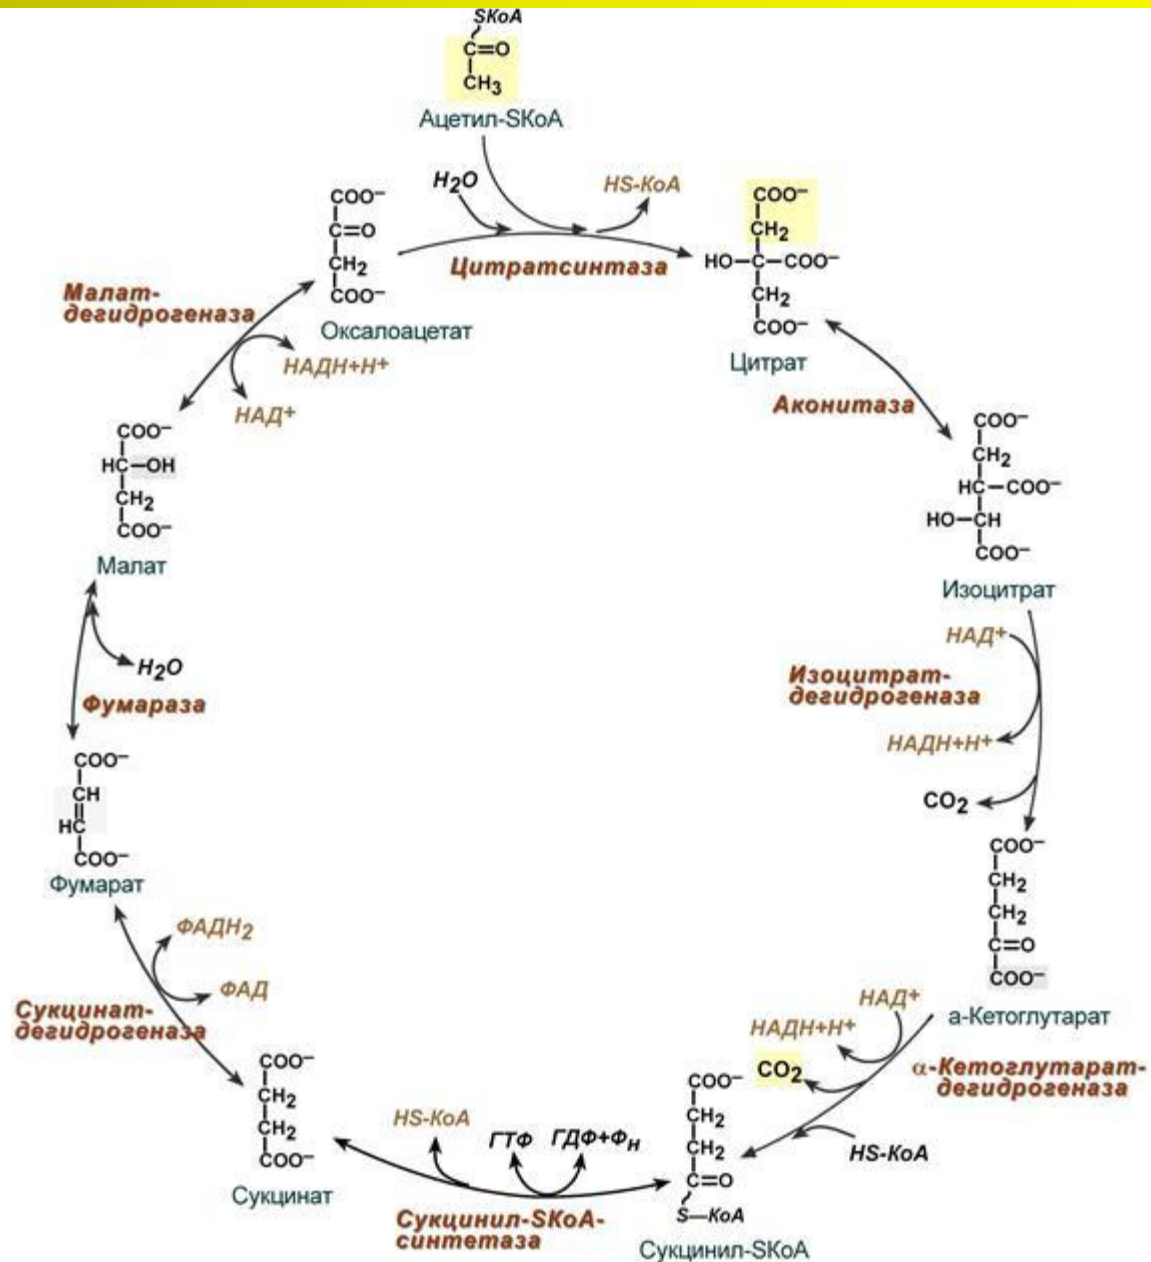 SKoA
C=O
CH3
Ацетил-SKoA
H2O
HS-KoA
Цитратсинтаза
COO–
C=O
CH2
COO–
Оксалоацетат
COO–
CH2
HO–C–COO–
CH2
COO–
Цитрат
Аконитаза
COO–
CH2
HC–COO–
HO–CH
COO–
Изоцитрат
НАД+
Изоцитрат-
дегидрогеназа
НАДН+Н+
CO2
COO–
CH2
CH2
C=O
COO–
а-Кетоглутарат
НАД+
НАДН+Н+
CO2
α-Кетоглутарат-
дегидрогеназа
HS-KoA
COO–
CH2
CH2
C=O
S—KoA
Сукцинил-SKoA
HS-KoA
ГТФ
ГДФ+Фн
Сукцинил-SKoA-
синтетаза
COO–
CH2
CH2
COO–
Сукцинат
ФАДН2
ФАД
Сукцинат-
дегидрогеназа
COO–
CH
HC
COO–
Фумарат
H2O
Фумараза
COO–
HC–OH
CH2
COO–
Малат
Малат-
дегидрогеназа
НАДН+Н+
НАД+